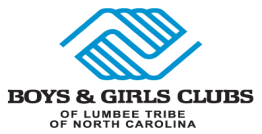 BOYS & GIRLS CLUBS
OF LUMBEE TRIBE
OF NORTH CAROLINA